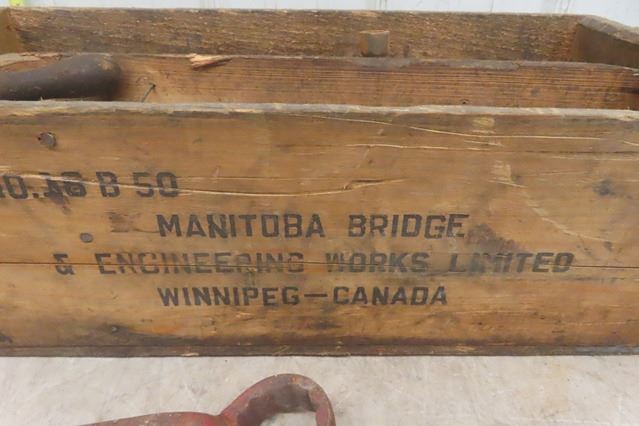 B 50
MANITOBA BRIDGE
& ENGINEERING WORKS LIMITED
WINNIPEG—CANADA